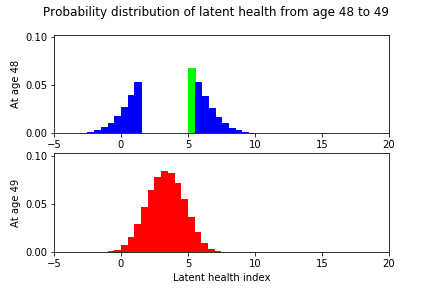 Probability distribution of latent health from age 48 to 49
0.10
0.05
0.00
At age 48
−5 0 5 10 15 20
0.10
0.05
0.00
At age 49
−5 0 5 10 15 20
Latent health index